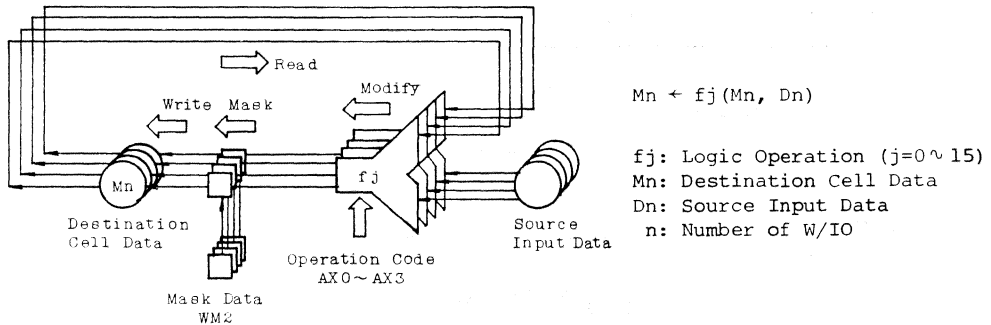 Read
Modify
Write Mask
Mn
fj
Destination
Cell Data
Operation Code
AX0～AX3
Source
Input Data
Mask Data
WM2
Mn ← fj(Mn, Dn)
fj: Logic Operation (j=0～15)
Mn: Destination Cell Data
Dn: Source Input Data
n: Number of W/IO